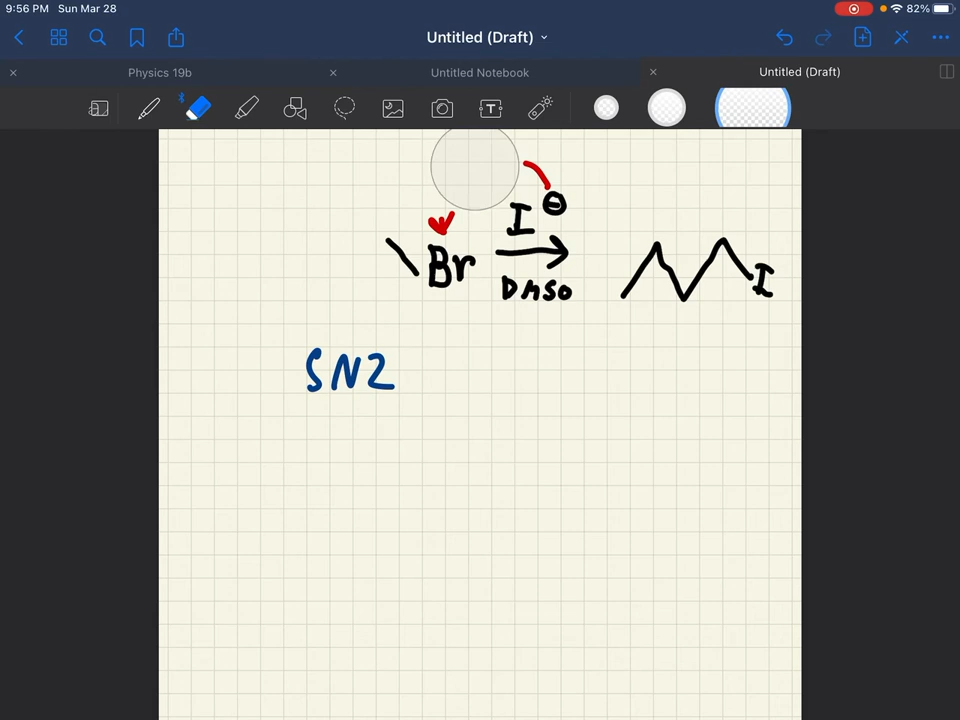 9:56 PM Sun Mar 28 82%
Untitled (Draft)
Physics 19b Untitled Notebook Untitled (Draft)
T
I ⊖
Br I
DMSO
SN2